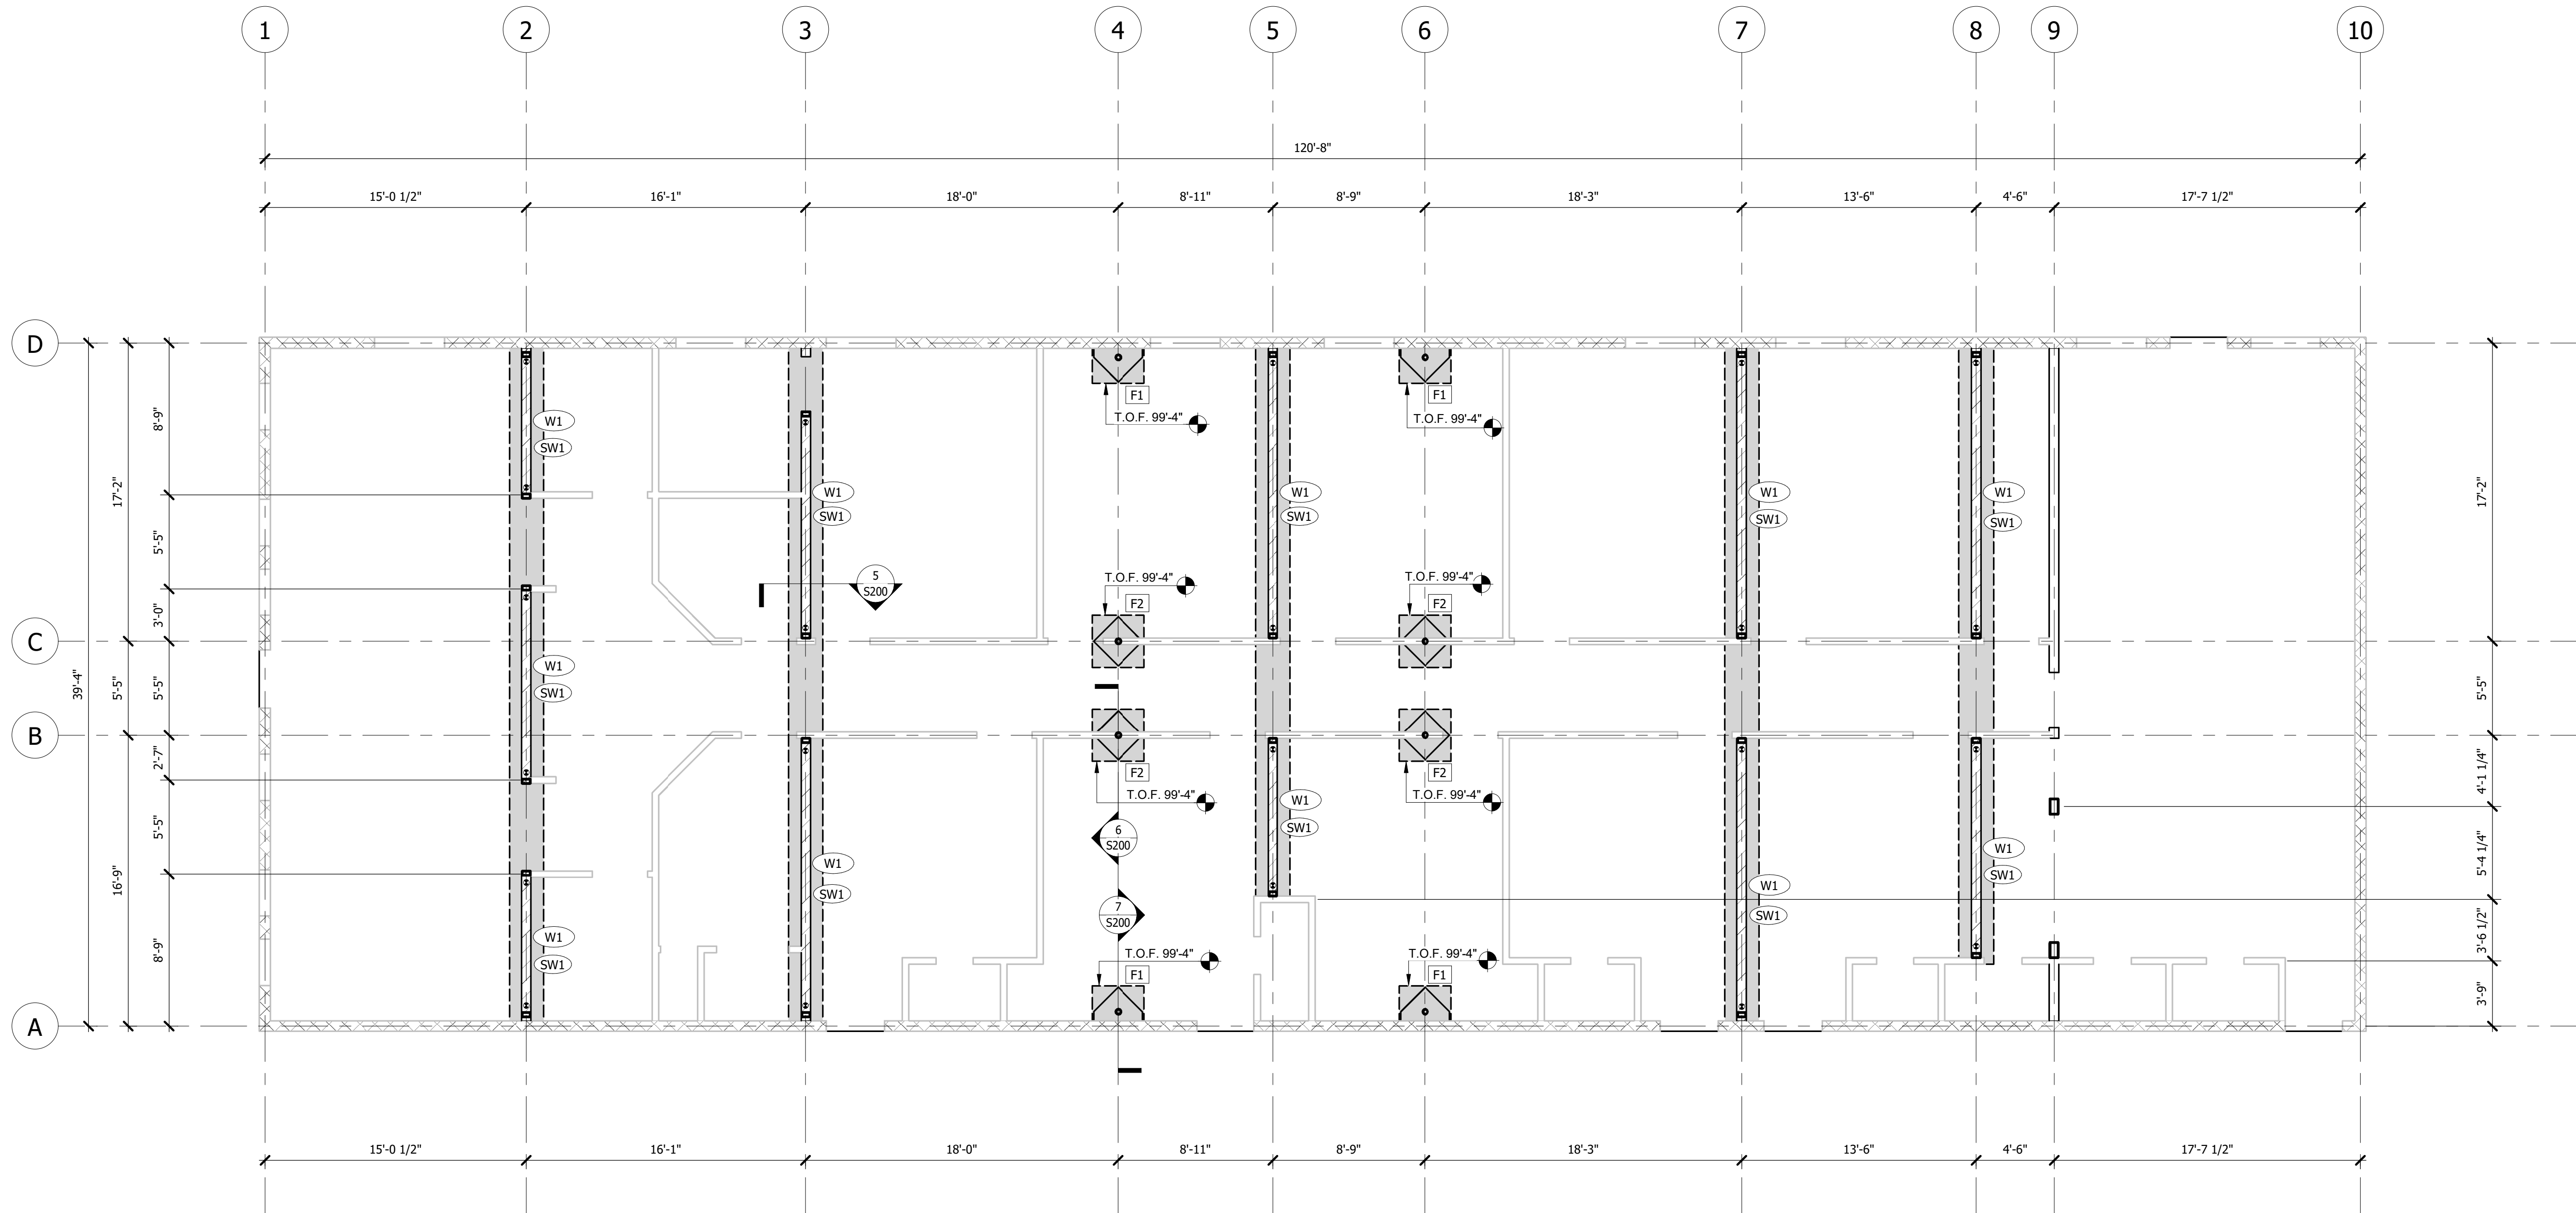 1 2 3 4 5 6 7 8 9 10
120'-8"
15'-0 1/2" 16'-1" 18'-0" 8'-11" 8'-9" 18'-3" 13'-6" 4'-6" 17'-7 1/2"
D
F1 F1
T.O.F. 99'-4" T.O.F. 99'-4"
8'-9"
W1
SW1
17'-2"
W1 W1 W1 W1
17'-2"
SW1 SW1 SW1 SW1
5'-5"
5
S200
T.O.F. 99'-4" T.O.F. 99'-4"
F2 F2
3'-0"
C
W1
SW1
39'-4"
5'-5"
5'-5"
5'-5"
B
2'-7"
F2 F2
4'-1 1/4"
T.O.F. 99'-4" T.O.F. 99'-4"
W1
SW1
5'-5"
6
S200
W1
SW1
5'-4 1/4"
W1
SW1
16'-9"
W1
SW1
7
S200
8'-9"
W1
SW1
3'-6 1/2"
T.O.F. 99'-4" T.O.F. 99'-4"
F1 F1
3'-9"
A
15'-0 1/2" 16'-1" 18'-0" 8'-11" 8'-9" 18'-3" 13'-6" 4'-6" 17'-7 1/2"